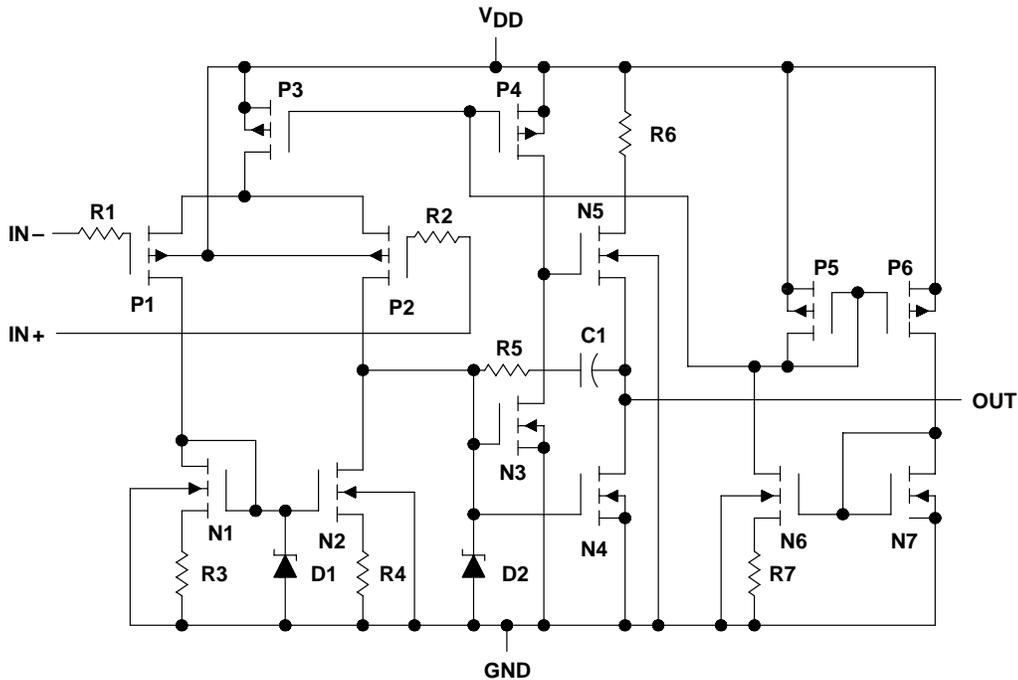 VDD
P3
P4
R6
R1
R2
N5
IN−
P5
P6
P1
P2
IN+
R5
C1
OUT
N3
N1
N2
N4
N6
N7
R3
D1
R4
D2
R7
GND